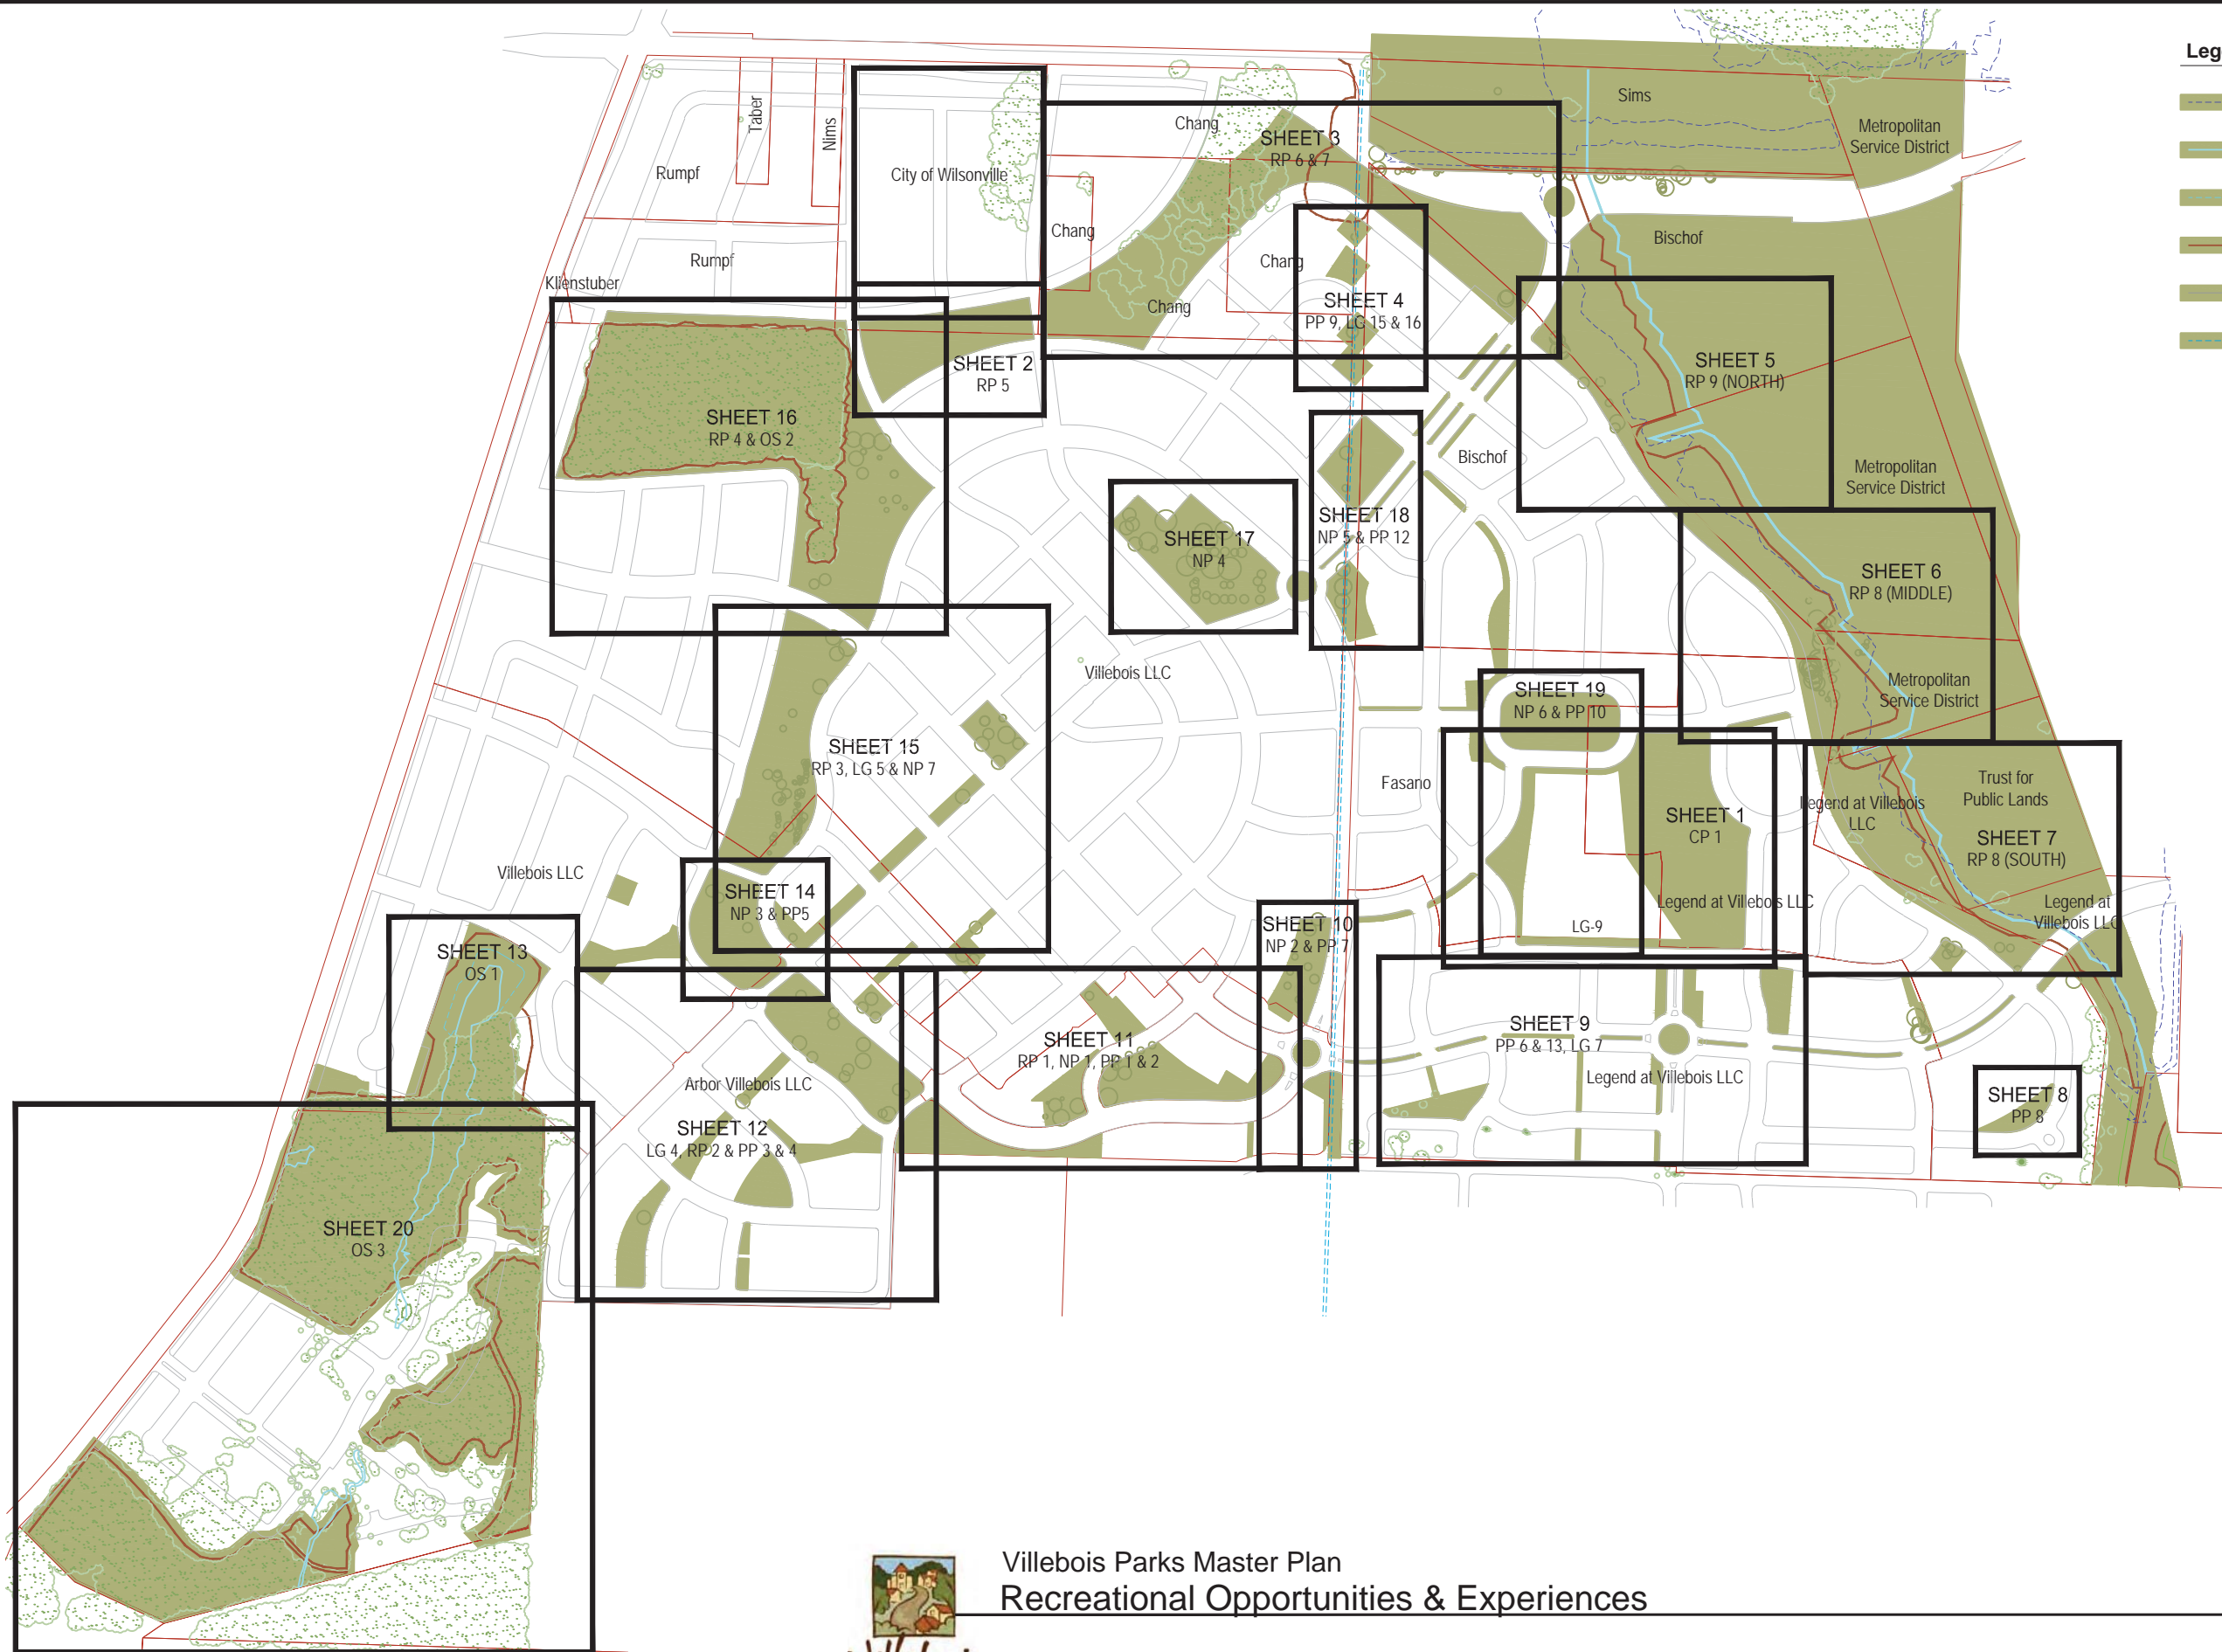 Leg
Sims
Metropolitan
Service District
Taber
Nims
Chang
SHEET 3
RP 6 & 7
Rumpf
City of Wilsonville
Chang
Bischof
Rumpf
Chang
Klienstuber
Chang
SHEET 4
PP 9, LG 15 & 16
SHEET 2
RP 5
SHEET 5
RP 9 (NORTH)
SHEET 16
RP 4 & OS 2
Bischof
Metropolitan
Service District
SHEET 17
NP 4
SHEET 18
NP 5 & PP 12
SHEET 6
RP 8 (MIDDLE)
Villebois LLC
SHEET 19
NP 6 & PP 10
Metropolitan
Service District
SHEET 15
RP 3, LG 5 & NP 7
Fasano
Trust for
Public Lands
Legend at Villebois
LLC
SHEET 1
CP 1
SHEET 7
RP 8 (SOUTH)
Villebois LLC
SHEET 14
NP 3 & PP5
Legend at Villebois LLC
Legend at
Villebois LLC
SHEET 10
NP 2 & PP 7
LG-9
SHEET 13
OS 1
SHEET 9
PP 6 & 13, LG 7
SHEET 11
RP 1, NP 1, PP 1 & 2
Arbor Villebois LLC
Legend at Villebois LLC
SHEET 8
PP 8
SHEET 12
LG 4, RP 2 & PP 3 & 4
SHEET 20
OS 3
Villebois Parks Master Plan
Recreational Opportunities & Experiences